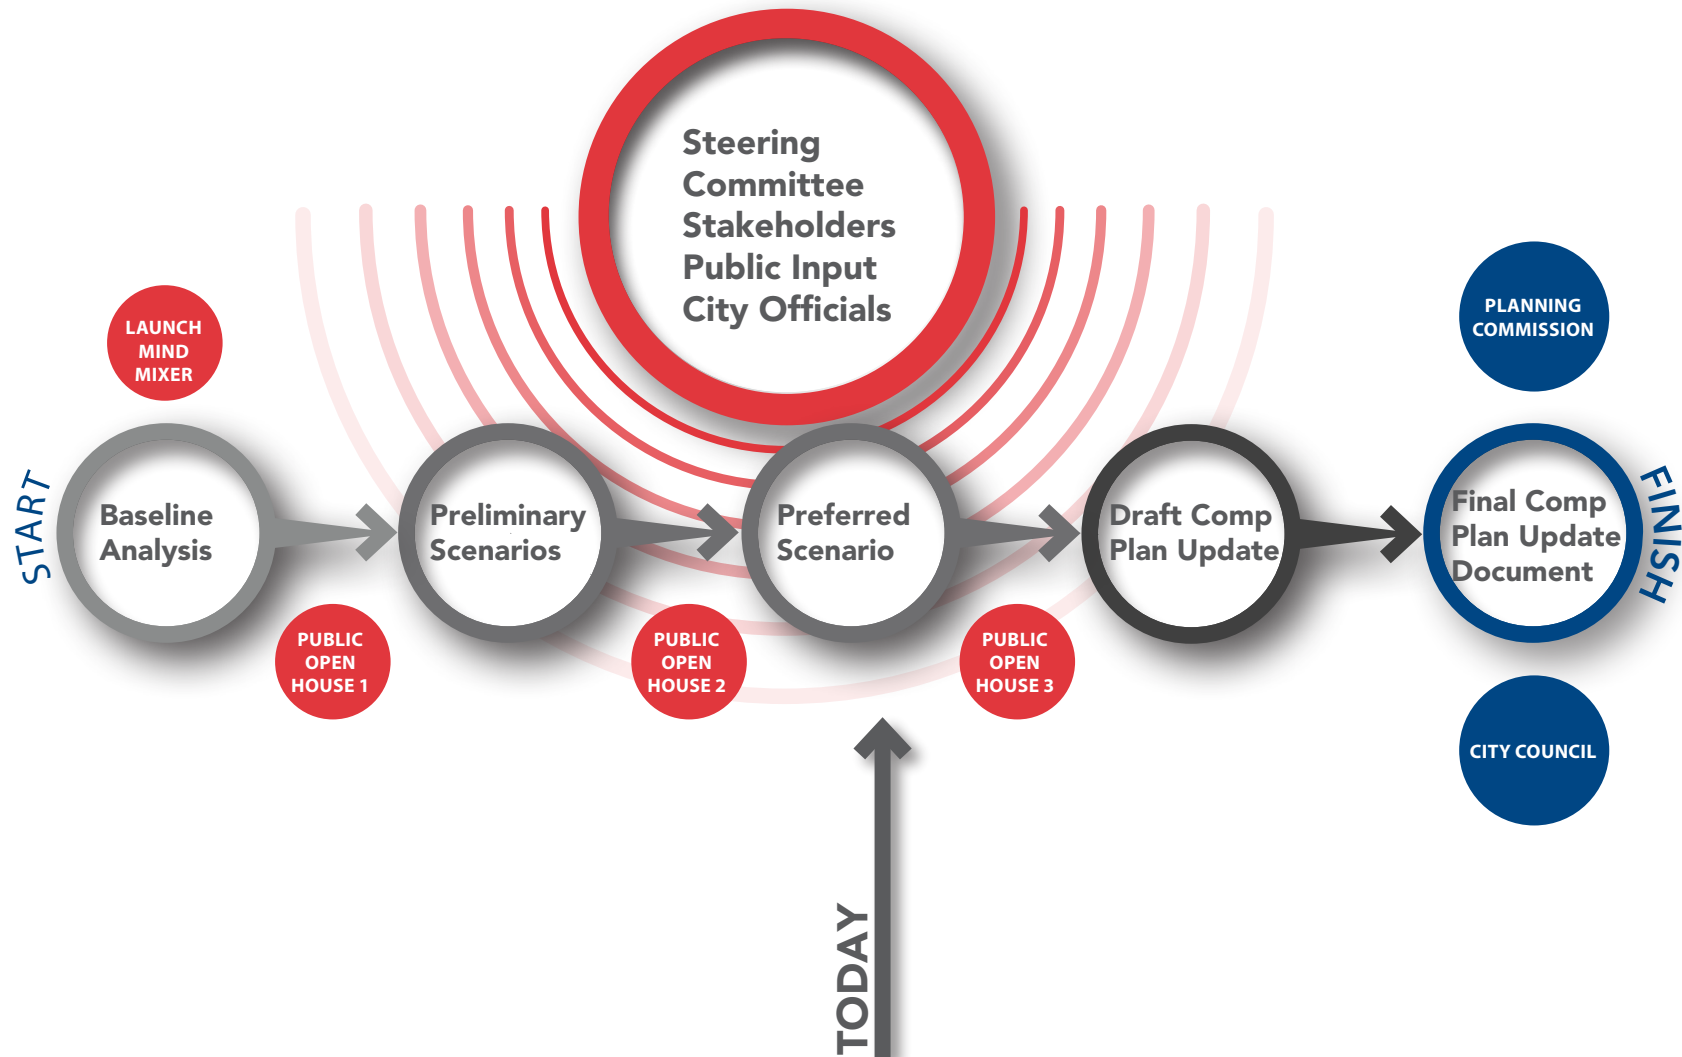 Steering
Committee
Stakeholders
Public Input
City Officials
LAUNCH
MIND
MIXER
PLANNING
COMMISSION
START
Baseline
Analysis
Preliminary
Scenarios
Preferred
Scenario
Draft Comp
Plan Update
Final Comp
Plan Update
Document
FINISH
PUBLIC
OPEN
HOUSE 1
PUBLIC
OPEN
HOUSE 2
PUBLIC
OPEN
HOUSE 3
CITY COUNCIL
TODAY